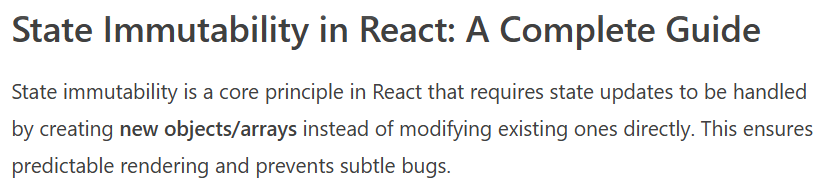 State Immutability in React: A Complete Guide
State immutability is a core principle in React that requires state updates to be handled
by creating new objects/arrays instead of modifying existing ones directly. This ensures
predictable rendering and prevents subtle bugs.